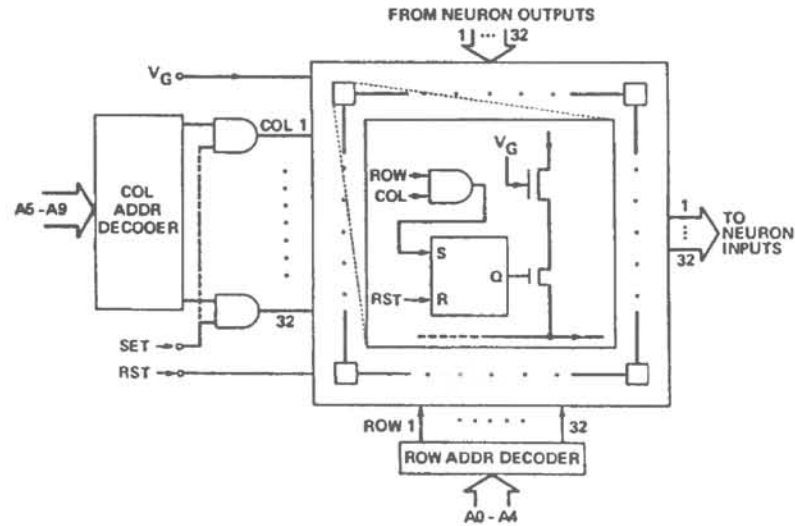 FROM NEURON OUTPUTS
1 ... 32
VG
COL 1
COL
ADDR
DECODER
A5 - A9
32
SET
RST
VG
ROW
COL
S
Q
RST
R
1
32
TO
NEURON
INPUTS
ROW 1
32
ROW ADDR DECODER
A0 - A4